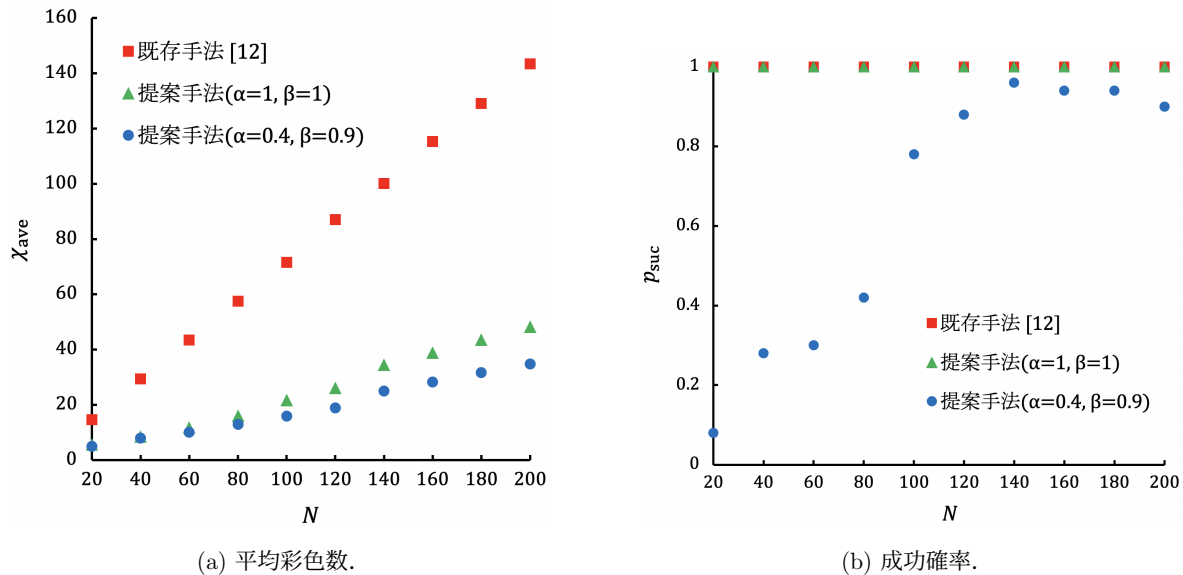 160
140
120
100
80
60
40
20
0
χave
既存手法 [12]
提案手法(α=1, β=1)
提案手法(α=0.4, β=0.9)
20 40 60 80 100 120 140 160 180 200
N
(a) 平均彩色数.
1
0.8
0.6
0.4
0.2
0
psuc
既存手法 [12]
提案手法(α=1, β=1)
提案手法(α=0.4, β=0.9)
20 40 60 80 100 120 140 160 180 200
N
(b) 成功確率.